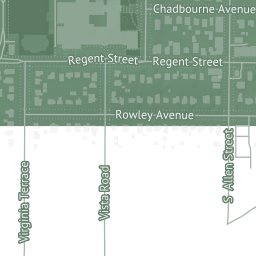 Chadbourne Avenue
Regent Street
Regent Street
Rowley Avenue
Virginia Terrace
Vista Road
S Allen Street